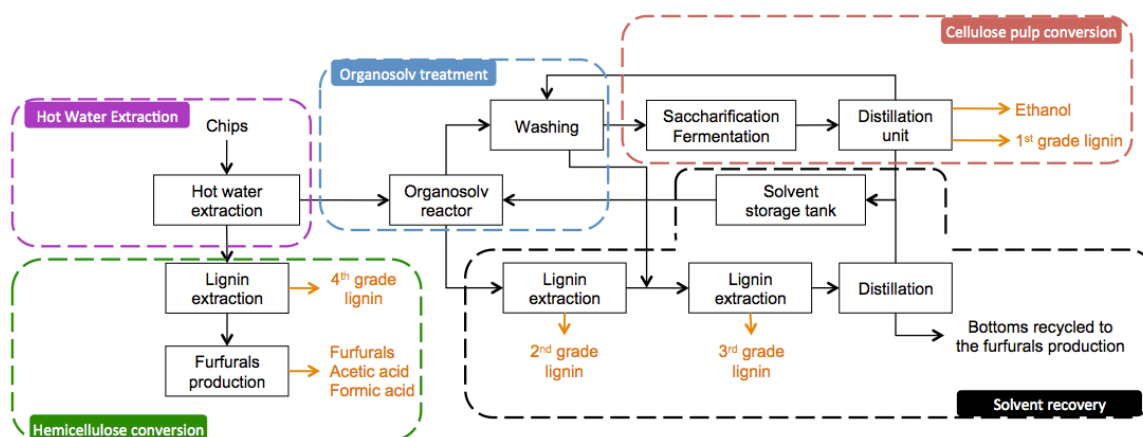 Cellulose pulp conversion
Organosolv treatment
Hot Water Extraction
Chips
Washing
Saccharification
Fermentation
Distillation
unit
Ethanol
1st grade lignin
Hot water
extraction
Organosolv
reactor
Solvent
storage tank
Lignin
extraction
4th grade
lignin
Lignin
extraction
Lignin
extraction
Distillation
2nd grade
lignin
3rd grade
lignin
Bottoms recycled to
the furfurals production
Furfurals
production
Furfurals
Acetic acid
Formic acid
Hemicellulose conversion
Solvent recovery